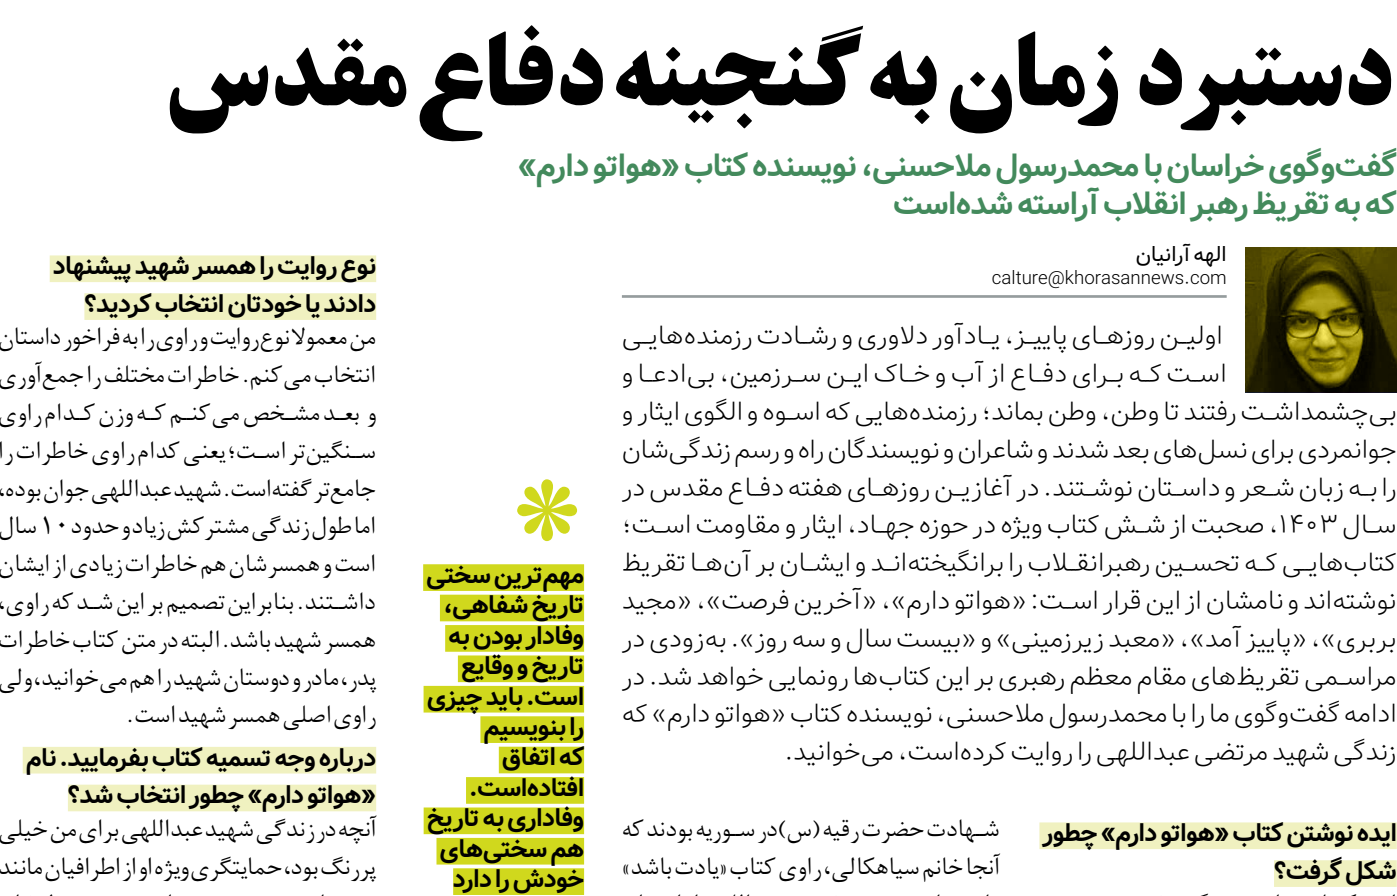 دستبرد زمان به گنجینه دفاع مقدس
گفت‌وگوی خراسان با محمدرسول ملاحسنی، نویسنده کتاب «هواتو دارم»
که به تقریظ رهبر انقلاب آراسته شده‌است
الهه آرانیان
calture@khorasannews.com
اولین روزهای پاییز، یادآور دلاوری و رشادت رزمنده‌هایی
است که برای دفاع از آب و خاک این سرزمین، بی‌ادعا و
بی‌چشمداشت رفتند تا وطن، وطن بماند؛ رزمنده‌هایی که اسوه و الگوی ایثار و
جوانمردی برای نسل‌های بعد شدند و شاعران و نویسندگان راه و رسم زندگی‌شان
را به زبان شعر و داستان نوشتند. در آغازین روزهای هفته دفاع مقدس در
سال ۱۴۰۳، صحبت از شش کتاب ویژه در حوزه جهاد، ایثار و مقاومت است؛
کتاب‌هایی که تحسین رهبرانقلاب را برانگیخته‌اند و ایشان بر آن‌ها تقریظ
نوشته‌اند و نامشان از این قرار است: «هواتو دارم»، «آخرین فرصت»، «مجید
بربری»، «پاییز آمد»، «معبد زیرزمینی» و «بیست سال و سه روز». به‌زودی در
مراسمی تقریظ‌های مقام معظم رهبری بر این کتاب‌ها رونمایی خواهد شد. در
ادامه گفت‌وگوی ما را با محمدرسول ملاحسنی، نویسنده کتاب «هواتو دارم» که
زندگی شهید مرتضی عبداللهی را روایت کرده‌است، می‌خوانید.
ایده نوشتن کتاب «هواتو دارم» چطور
شکل گرفت؟
شهادت حضرت رقیه (س) در سوریه بودند که
آنجا خانم سیاهکالی، راوی کتاب «یادت باشد»
مهم‌ترین سختی
تاریخ شفاهی،
وفادار بودن به
تاریخ و وقایع
است. باید چیزی
را بنویسیم
که اتفاق
افتاده‌است.
وفاداری به تاریخ
هم سختی‌های
خودش را دارد
نوع روایت را همسر شهید پیشنهاد
دادند یا خودتان انتخاب کردید؟
من معمولا نوع روایت و راوی را به فراخور داستان
انتخاب می‌کنم. خاطرات مختلف را جمع‌آوری
و بعد مشخص می‌کنم که وزن کدام راوی
سنگین‌تر است؛ یعنی کدام راوی خاطرات را
جامع‌تر گفته‌است. شهید عبداللهی جوان بوده،
اما طول زندگی مشترکش زیاد و حدود ۱۰ سال
است و همسرشان هم خاطرات زیادی از ایشان
داشتند. بنابراین تصمیم بر این شد که راوی،
همسر شهید باشد. البته در متن کتاب خاطرات
پدر، مادر و دوستان شهید را هم می‌خوانید، ولی
راوی اصلی همسر شهید است.
درباره وجه تسمیه کتاب بفرمایید. نام
«هواتو دارم» چطور انتخاب شد؟
آنچه در زندگی شهید عبداللهی برای من خیلی
پررنگ بود، حمایتگری ویژه او از اطرافیان مانند